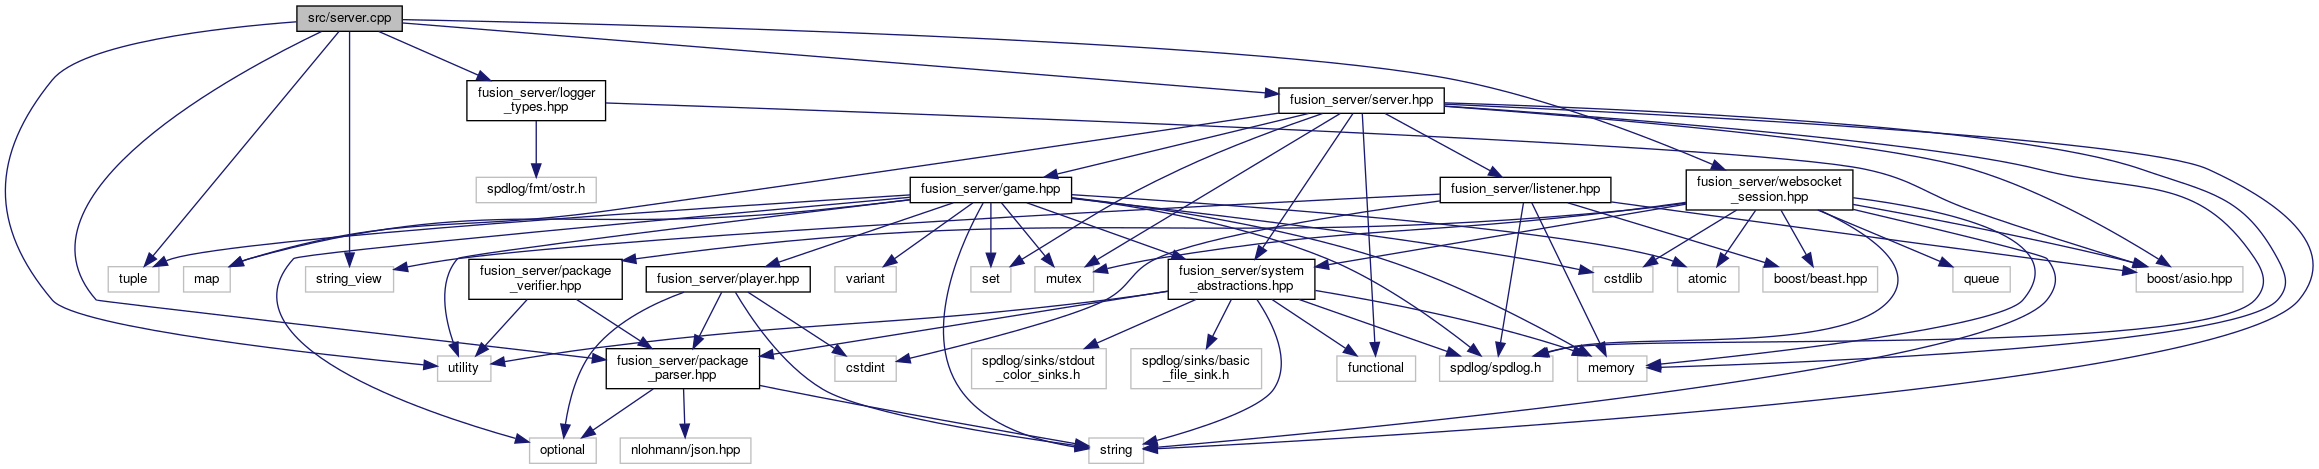 src/server.cpp
fusion_server/logger
_types.hpp
fusion_server/server.hpp
spdlog/fmt/ostr.h
fusion_server/game.hpp
fusion_server/listener.hpp
fusion_server/websocket
_session.hpp
tuple
map
string_view
fusion_server/package
_verifier.hpp
fusion_server/player.hpp
variant
set
mutex
fusion_server/system
_abstractions.hpp
cstdlib
atomic
boost/beast.hpp
queue
boost/asio.hpp
utility
fusion_server/package
_parser.hpp
cstdint
spdlog/sinks/stdout
_color_sinks.h
spdlog/sinks/basic
_file_sink.h
functional
spdlog/spdlog.h
memory
optional
nlohmann/json.hpp
string